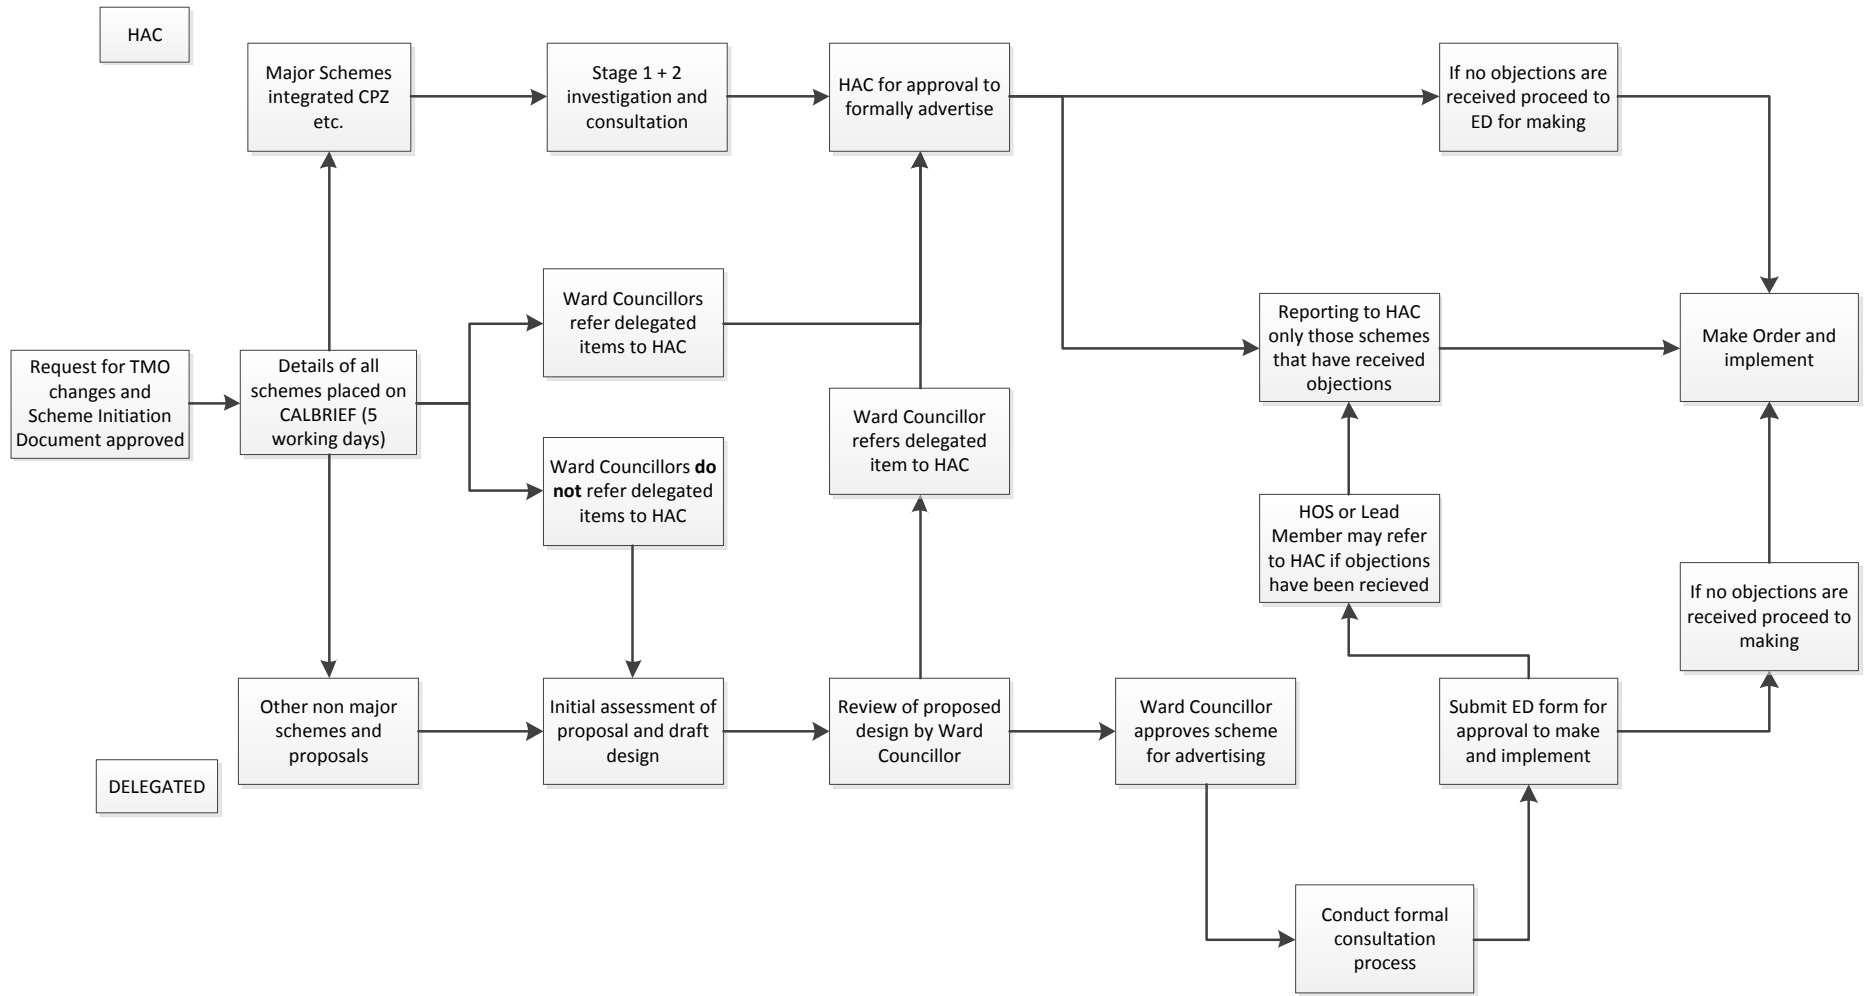 HAC
Major Schemes
integrated CPZ
etc.
Stage 1 + 2
investigation and
consultation
HAC for approval to
formally advertise
If no objections are
received proceed to
ED for making
Ward Councillors
refer delegated
items to HAC
Reporting to HAC
only those schemes
that have received
objections
Make Order and
implement
Request for TMO
changes and
Scheme Initiation
Document approved
Details of all
schemes placed on
CALBRIEF (5
working days)
Ward Councillor
refers delegated
item to HAC
Ward Councillors do
not refer delegated
items to HAC
HOS or Lead
Member may refer
to HAC if objections
have been recieved
If no objections are
received proceed to
making
Other non major
schemes and
proposals
Initial assessment of
proposal and draft
design
Review of proposed
design by Ward
Councillor
Ward Councillor
approves scheme
for advertising
Submit ED form for
approval to make
and implement
DELEGATED
Conduct formal
consultation
process